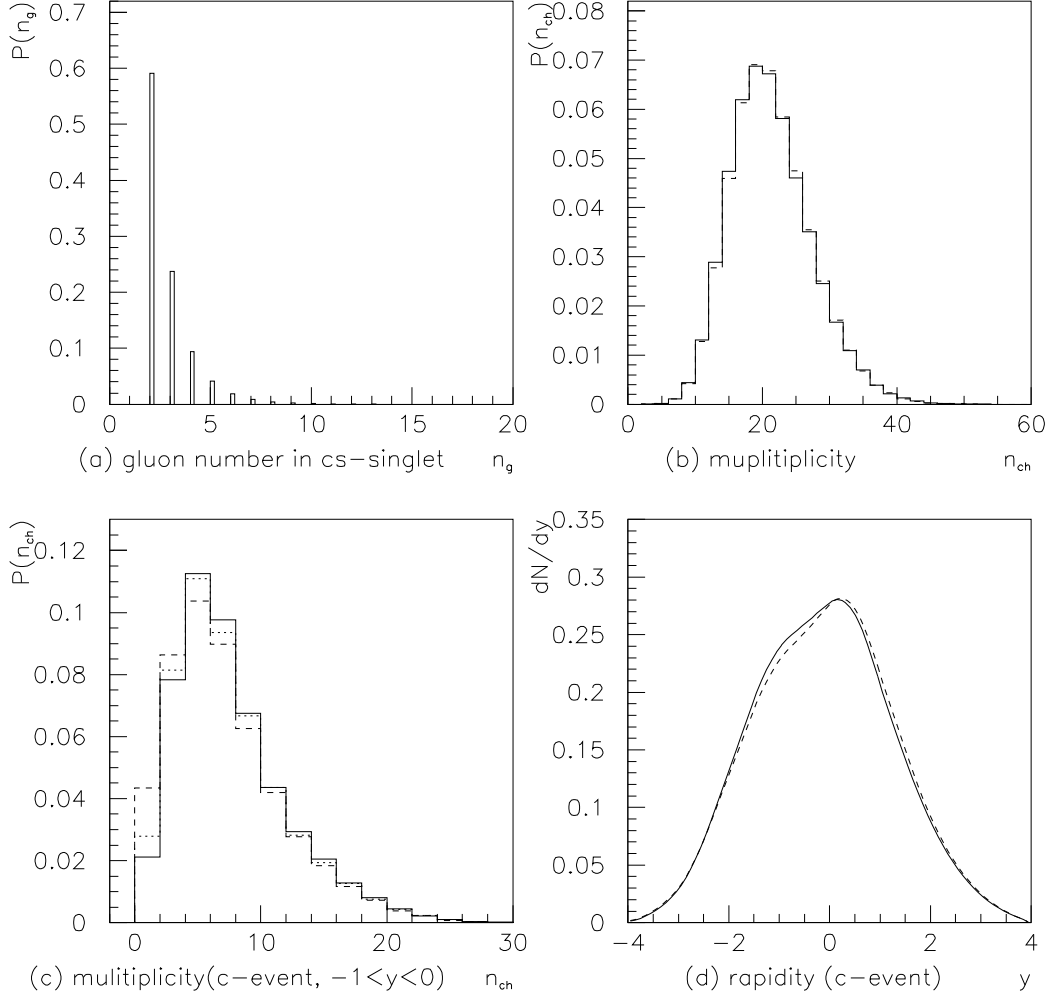 P(n_g)
0.7
0.6
0.5
0.4
0.3
0.2
0.1
0
0 5 10 15 20
(a) gluon number in cs-singlet n_g
P(n_ch)
0.08
0.07
0.06
0.05
0.04
0.03
0.02
0.01
0
0 20 40 60
(b) muplitiplicity n_ch
P(n_ch)
0.12
0.1
0.08
0.06
0.04
0.02
0
0 10 20 30
(c) mulitiplicity(c-event, -1<y<0) n_ch
dN/dy
0.35
0.3
0.25
0.2
0.15
0.1
0.05
0
-4 -2 0 2 4
(d) rapidity (c-event) y